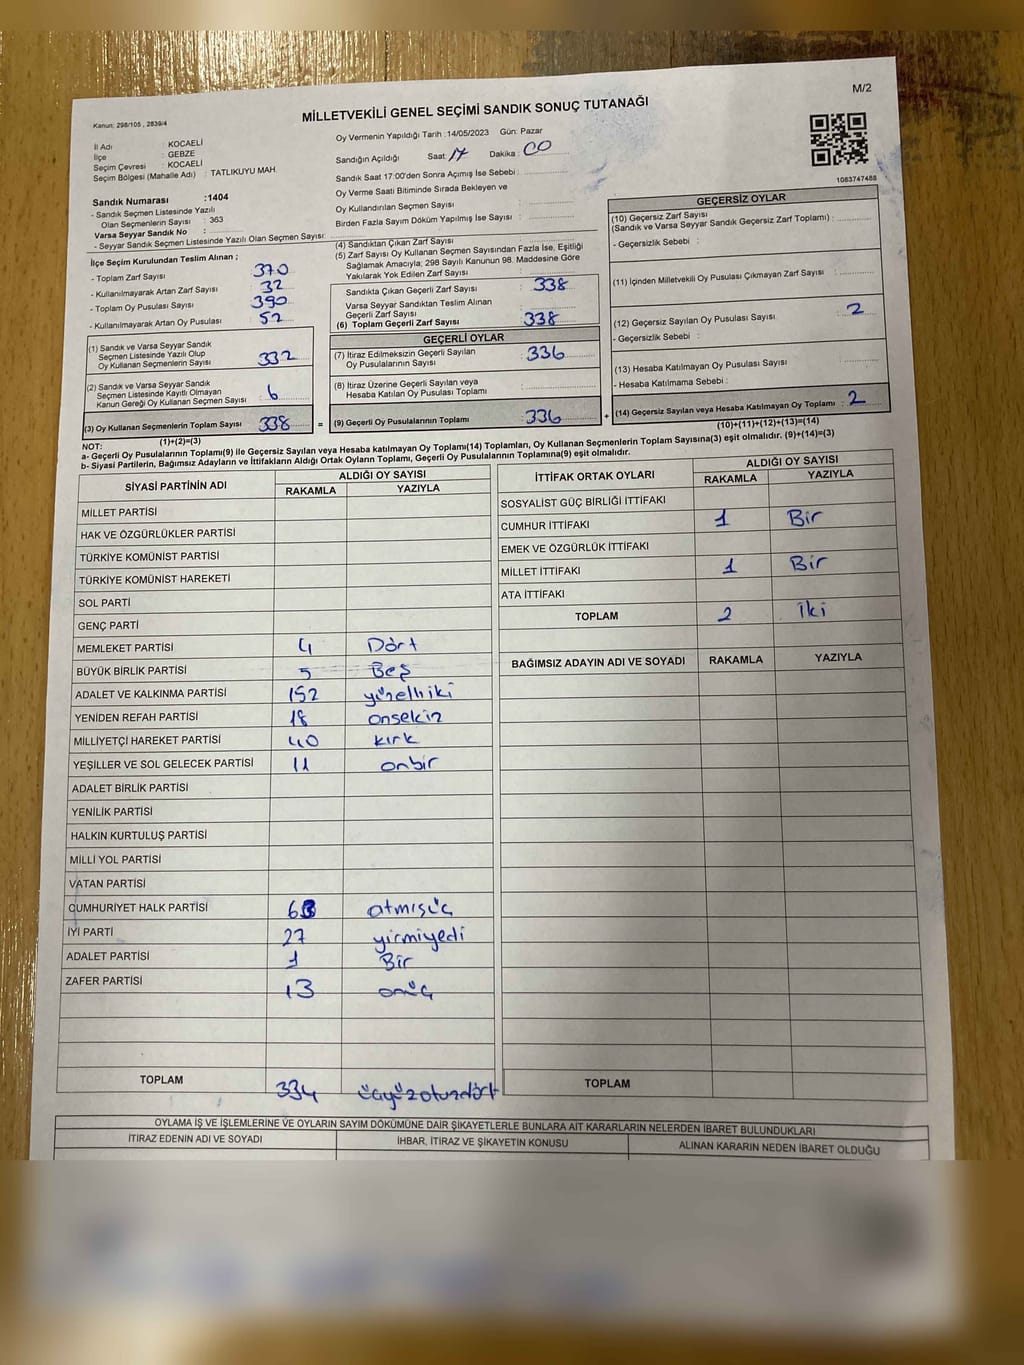 M/2
MİLLETVEKİLİ GENEL SEÇİMİ SANDIK SONUÇ TUTANAĞI
Kanun: 298/105 , 2839/4
İl Adı : KOCAELİ
İlçe : GEBZE
Seçim Çevresi : KOCAELİ
Seçim Bölgesi (Mahalle Adı) : TATLIKUYU MAH.
Sandık Numarası :1404
- Sandık Seçmen Listesinde Yazılı
Olan Seçmenlerin Sayısı : 363
Varsa Seyyar Sandık No :
- Seyyar Sandık Seçmen Listesinde Yazılı Olan Seçmen Sayısı:
Oy Vermenin Yapıldığı Tarih :14/05/2023 Gün: Pazar
Sandığın Açıldığı Saat 17 Dakika : 00
Sandık Saat 17:00'den Sonra Açımış İse Sebebi :
Oy Verme Saati Bitiminde Sırada Bekleyen ve
Oy Kullandırılan Seçmen Sayısı :
Birden Fazla Sayım Döküm Yapılmış İse Sayısı :
1083747488
İlçe Seçim Kurulundan Teslim Alınan ;
- Toplam Zarf Sayısı : 370
- Kullanılmayarak Artan Zarf Sayısı : 32
- Toplam Oy Pusulası Sayısı : 390
- Kullanılmayarak Artan Oy Pusulası : 52
(1) Sandık ve Varsa Seyyar Sandık
Seçmen Listesinde Yazılı Olup
Oy Kullanan Seçmenlerin Sayısı : 332
(2) Sandık ve Varsa Seyyar Sandık
Seçmen Listesinde Kayıtlı Olmayan
Kanun Gereği Oy Kullanan Seçmen Sayısı : 6
(3) Oy Kullanan Seçmenlerin Toplam Sayısı : 338
(1)+(2)=(3)
(4) Sandıktan Çıkan Zarf Sayısı
(5) Zarf Sayısı Oy Kullanan Seçmen Sayısından Fazla İse, Eşitliği
Sağlamak Amacıyla; 298 Sayılı Kanunun 98. Maddesine Göre
Yakılarak Yok Edilen Zarf Sayısı :
Sandıkta Çıkan Geçerli Zarf Sayısı : 338
Varsa Seyyar Sandıktan Teslim Alınan
Geçerli Zarf Sayısı :
(6) Toplam Geçerli Zarf Sayısı : 338
GEÇERLİ OYLAR
(7) İtiraz Edilmeksizin Geçerli Sayılan
Oy Pusulalarının Sayısı : 336
(8) İtiraz Üzerine Geçerli Sayılan veya
Hesaba Katılan Oy Pusulası Toplamı :
= (9) Geçerli Oy Pusulalarının Toplamı : 336 +
GEÇERSİZ OYLAR
(10) Geçersiz Zarf Sayısı
(Sandık ve Varsa Seyyar Sandık Geçersiz Zarf Toplamı) :
- Geçersizlik Sebebi :
(11) İçinden Milletvekili Oy Pusulası Çıkmayan Zarf Sayısı :
(12) Geçersiz Sayılan Oy Pusulası Sayısı : 2
- Geçersizlik Sebebi :
(13) Hesaba Katılmayan Oy Pusulası Sayısı :
- Hesaba Katılmama Sebebi :
(14) Geçersiz Sayılan veya Hesaba Katılmayan Oy Toplamı : 2
(10)+(11)+(12)+(13)=(14)
NOT:
a- Geçerli Oy Pusulalarının Toplamı(9) ile Geçersiz Sayılan veya Hesaba katılmayan Oy Toplamı(14) Toplamları, Oy Kullanan Seçmenlerin Toplam Sayısına(3) eşit olmalıdır. (9)+(14)=(3)
b- Siyasi Partilerin, Bağımsız Adayların ve İttifakların Aldığı Ortak Oyların Toplamı, Geçerli Oy Pusulalarının Toplamına(9) eşit olmalıdır.
SİYASİ PARTİNİN ADI ALDIĞI OY SAYISI
RAKAMLA YAZIYLA
MİLLET PARTİSİ
HAK VE ÖZGÜRLÜKLER PARTİSİ
TÜRKİYE KOMÜNİST PARTİSİ
TÜRKİYE KOMÜNİST HAREKETİ
SOL PARTİ
GENÇ PARTİ
MEMLEKET PARTİSİ 4 Dört
BÜYÜK BİRLİK PARTİSİ 5 Beş
ADALET VE KALKINMA PARTİSİ 152 yüzelliiki
YENİDEN REFAH PARTİSİ 18 onsekiz
MİLLİYETÇİ HAREKET PARTİSİ 40 kırk
YEŞİLLER VE SOL GELECEK PARTİSİ 11 onbir
ADALET BİRLİK PARTİSİ
YENİLİK PARTİSİ
HALKIN KURTULUŞ PARTİSİ
MİLLİ YOL PARTİSİ
VATAN PARTİSİ
CUMHURİYET HALK PARTİSİ 63 atmışüç
İYİ PARTİ 27 yirmiyedi
ADALET PARTİSİ 1 Bir
ZAFER PARTİSİ 13 onüç
TOPLAM 334 üçyüzotuzdört
İTTİFAK ORTAK OYLARI ALDIĞI OY SAYISI
RAKAMLA YAZIYLA
SOSYALİST GÜÇ BİRLİĞİ İTTİFAKI
CUMHUR İTTİFAKI 1 Bir
EMEK VE ÖZGÜRLÜK İTTİFAKI
MİLLET İTTİFAKI 1 Bir
ATA İTTİFAKI
TOPLAM 2 iki
BAĞIMSIZ ADAYIN ADI VE SOYADI RAKAMLA YAZIYLA
TOPLAM
OYLAMA İŞ VE İŞLEMLERİNE VE OYLARIN SAYIM DÖKÜMÜNE DAİR ŞİKAYETLERLE BUNLARA AİT KARARLARIN NELERDEN İBARET BULUNDUKLARI
İTİRAZ EDENİN ADI VE SOYADI İHBAR, İTİRAZ VE ŞİKAYETİN KONUSU ALINAN KARARIN NEDEN İBARET OLDUĞU